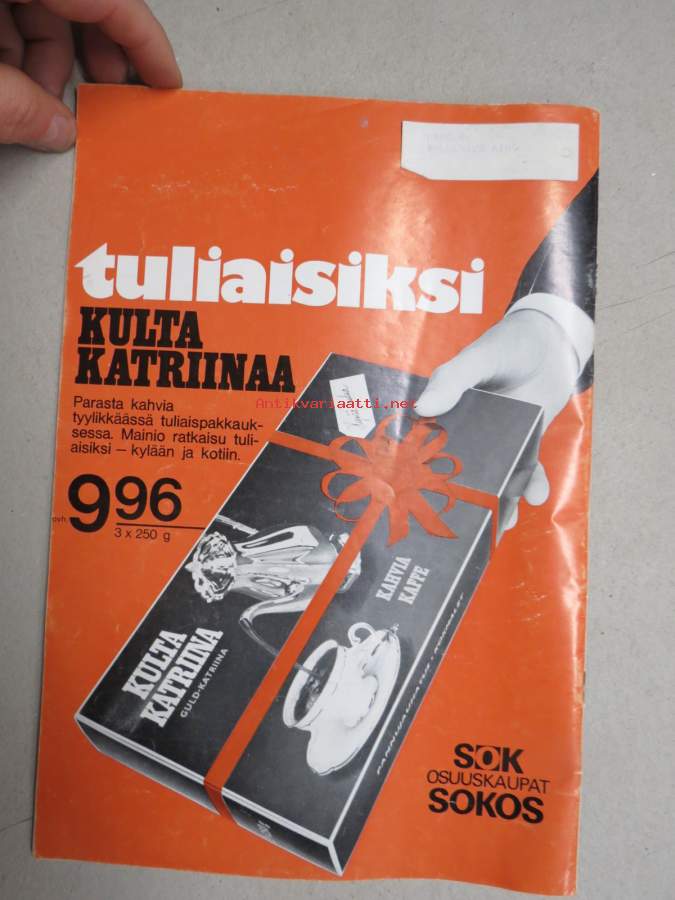 tuliaisiksi
KULTA
KATRIINAA
Parasta kahvia
tyylikkäässä tuliaispakkauk-
sessa. Mainio ratkaisu tuli-
aisiksi – kylään ja kotiin.
ovh. 9 96
3 x 250 g
Antikvariaatti.net
KULTA
KATRIINA
GULD-KATRIINA
KAHVIA
KAFFE
SOK
OSUUSKAUPAT
SOKOS